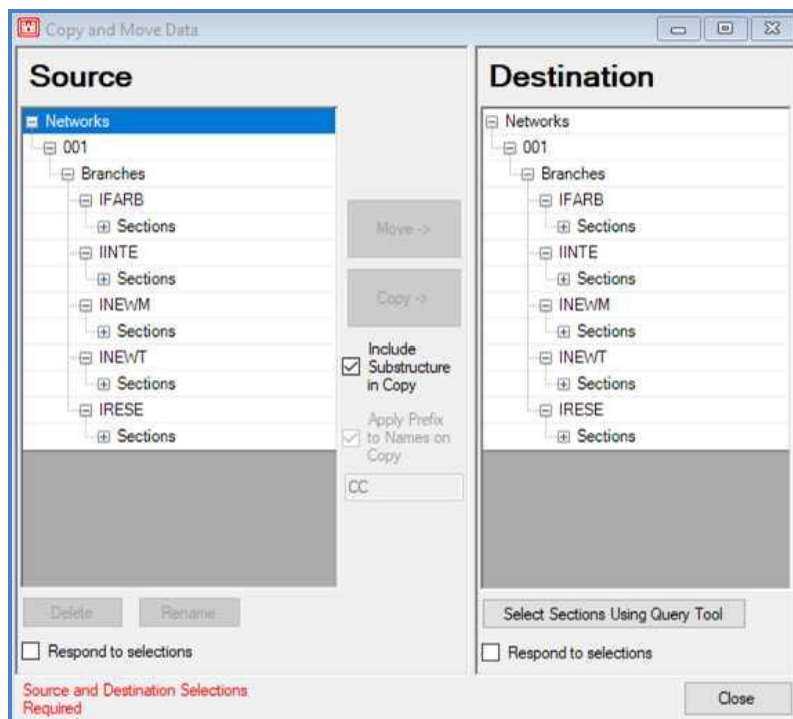 Copy and Move Data
Source
Networks
001
Branches
IFARB
Sections
IINTE
Sections
INEWM
Sections
INEWT
Sections
IRESE
Sections
Delete
Rename
Respond to selections
Source and Destination Selections
Required
Move ->
Copy ->
Include
Substructure
in Copy
Apply Prefix
to Names on
Copy
CC
Destination
Networks
001
Branches
IFARB
Sections
IINTE
Sections
INEWM
Sections
INEWT
Sections
IRESE
Sections
Select Sections Using Query Tool
Respond to selections
Close